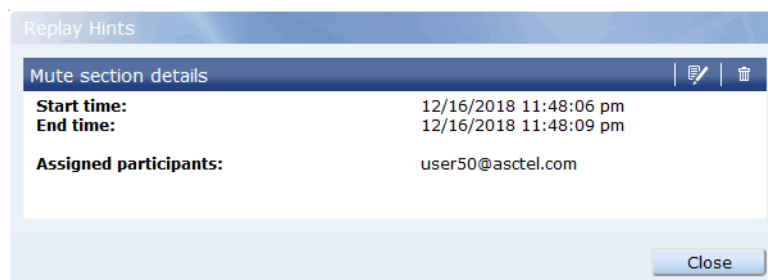 Replay Hints
Mute section details
Start time: 12/16/2018 11:48:06 pm
End time: 12/16/2018 11:48:09 pm
Assigned participants: user50@asctel.com
Close